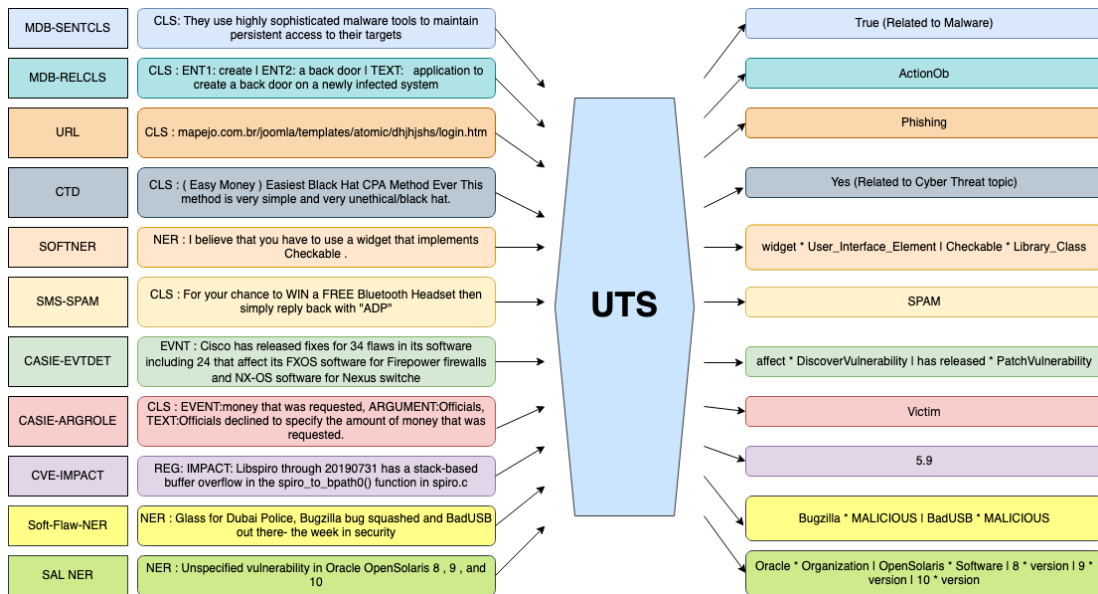 MDB-SENTCLS
CLS: They use highly sophisticated malware tools to maintain
persistent access to their targets
True (Related to Malware)
MDB-RELCLS
CLS : ENT1: create | ENT2: a back door | TEXT: application to
create a back door on a newly infected system
ActionOb
URL
CLS : mapejo.com.br/joomla/templates/atomic/dhjhjshs/login.htm
Phishing
CTD
CLS : ( Easy Money ) Easiest Black Hat CPA Method Ever This
method is very simple and very unethical/black hat.
Yes (Related to Cyber Threat topic)
SOFTNER
NER : I believe that you have to use a widget that implements
Checkable .
widget * User_Interface_Element | Checkable * Library_Class
SMS-SPAM
CLS : For your chance to WIN a FREE Bluetooth Headset then
simply reply back with "ADP"
UTS
SPAM
CASIE-EVTDET
EVNT : Cisco has released fixes for 34 flaws in its software
including 24 that affect its FXOS software for Firepower firewalls
and NX-OS software for Nexus switche
affect * DiscoverVulnerability | has released * PatchVulnerability
CASIE-ARGROLE
CLS : EVENT:money that was requested, ARGUMENT:Officials,
TEXT:Officials declined to specify the amount of money that was
requested.
Victim
CVE-IMPACT
REG: IMPACT: Libspiro through 20190731 has a stack-based
buffer overflow in the spiro_to_bpath0() function in spiro.c
5.9
Soft-Flaw-NER
NER : Glass for Dubai Police, Bugzilla bug squashed and BadUSB
out there- the week in security
Bugzilla * MALICIOUS | BadUSB * MALICIOUS
SAL NER
NER : Unspecified vulnerability in Oracle OpenSolaris 8 , 9 , and
10
Oracle * Organization | OpenSolaris * Software | 8 * version | 9 *
version | 10 * version